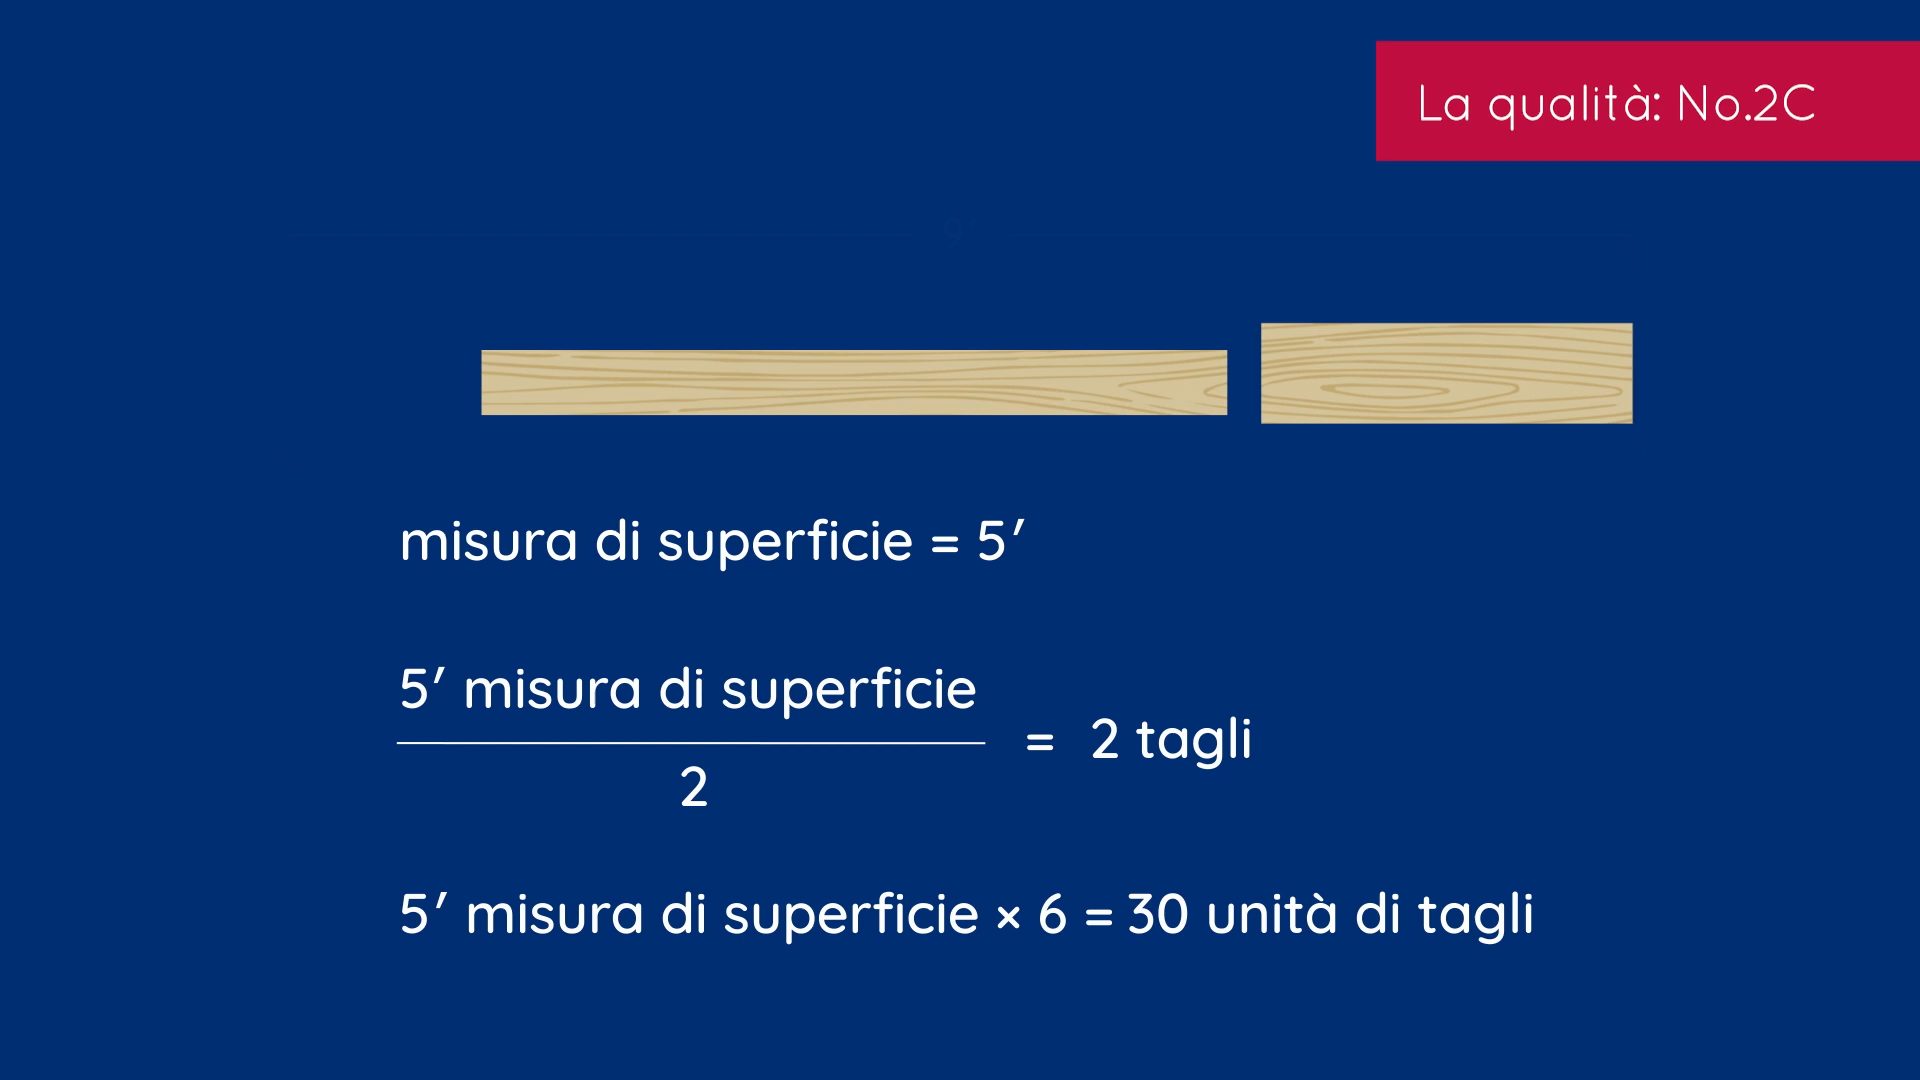 La qualità: No.2C
misura di superficie = 5′
5′ misura di superficie
2
= 2 tagli
5′ misura di superficie × 6 = 30 unità di tagli